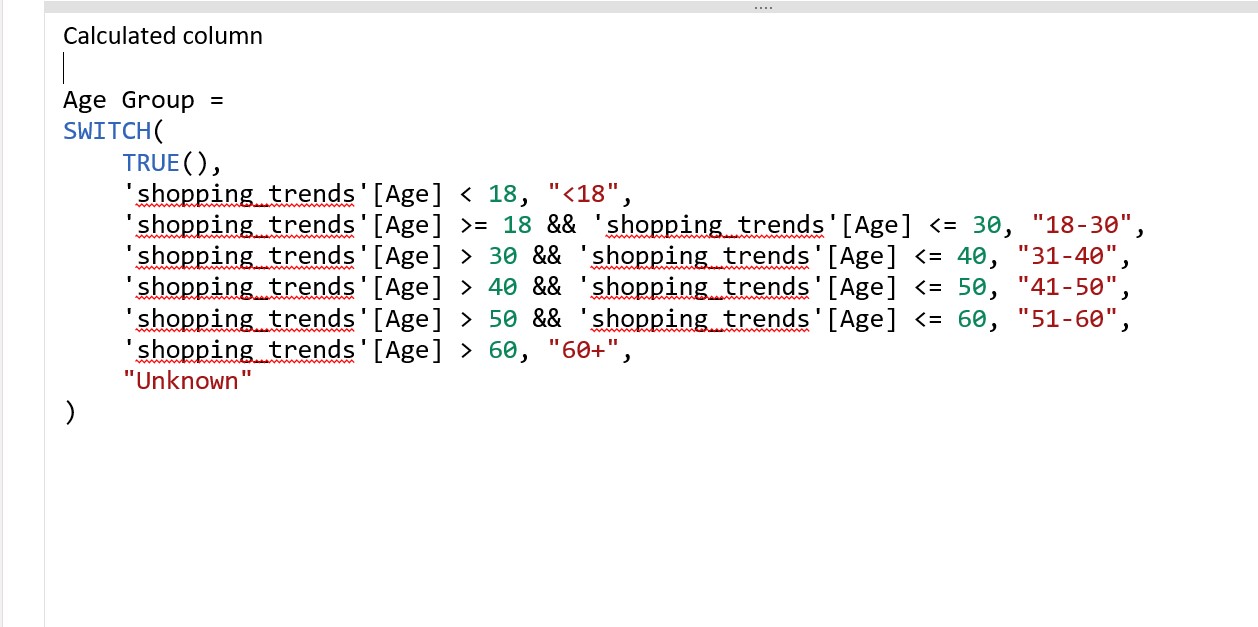 Calculated column
Age Group =
SWITCH(
TRUE(),
'shopping_trends'[Age] < 18, "<18",
'shopping_trends'[Age] >= 18 && 'shopping_trends'[Age] <= 30, "18-30",
'shopping_trends'[Age] > 30 && 'shopping_trends'[Age] <= 40, "31-40",
'shopping_trends'[Age] > 40 && 'shopping_trends'[Age] <= 50, "41-50",
'shopping_trends'[Age] > 50 && 'shopping_trends'[Age] <= 60, "51-60",
'shopping_trends'[Age] > 60, "60+",
"Unknown"
)